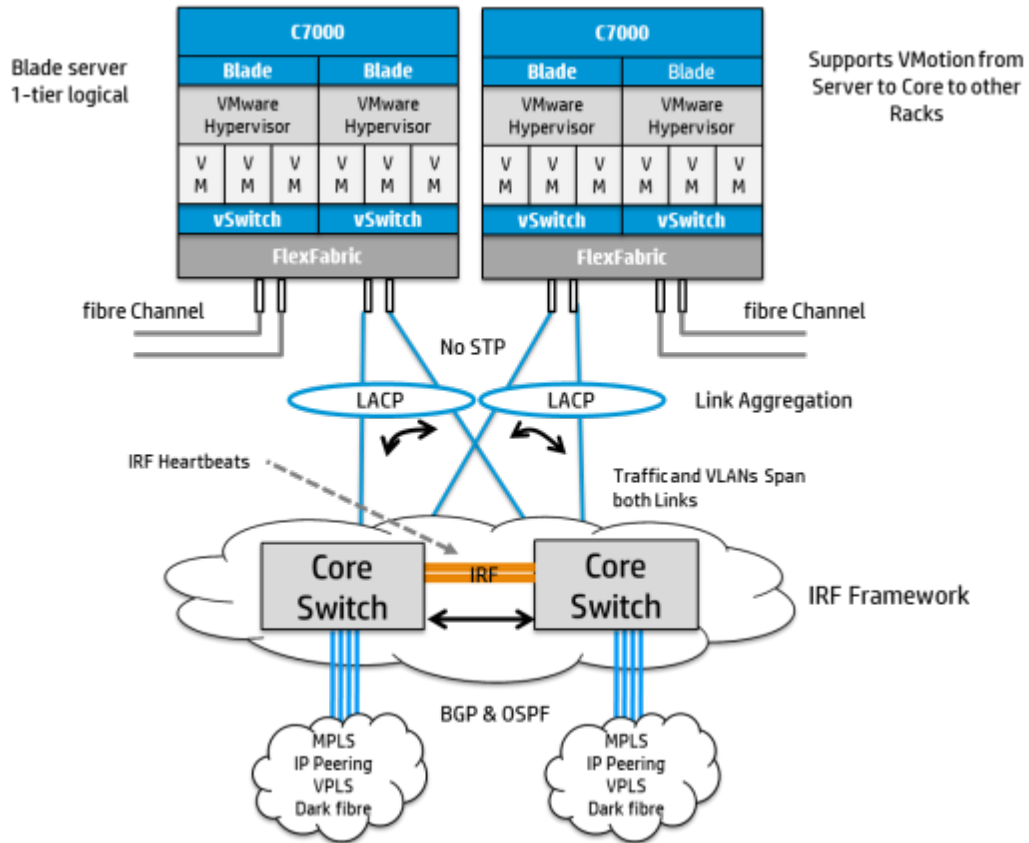 C7000
C7000
Blade server
1-tier logical
Blade
Blade
Blade
Blade
Supports VMotion from
Server to Core to other
Racks
VMware
Hypervisor
VMware
Hypervisor
VMware
Hypervisor
VMware
Hypervisor
V
M
V
M
V
M
V
M
V
M
V
M
V
M
V
M
V
M
V
M
V
M
V
M
vSwitch
vSwitch
vSwitch
vSwitch
FlexFabric
FlexFabric
fibre Channel
fibre Channel
No STP
LACP
LACP
Link Aggregation
IRF Heartbeats
Traffic and VLANs Span
both Links
Core
Switch
IRF
Core
Switch
IRF Framework
BGP & OSPF
MPLS
IP Peering
VPLS
Dark fibre
MPLS
IP Peering
VPLS
Dark fibre